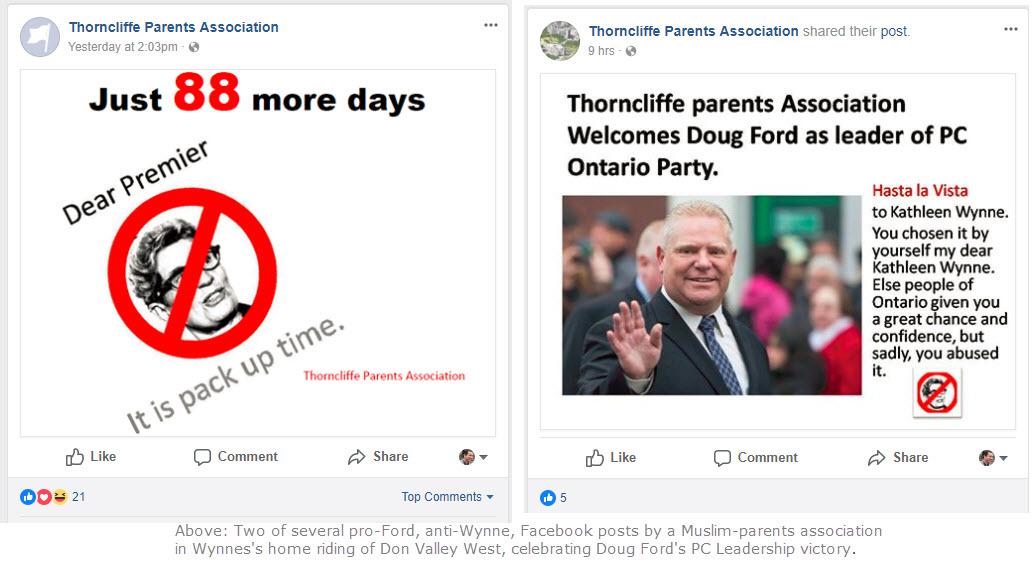 Thorncliffe Parents Association
Yesterday at 2:03pm ·
Just 88 more days
Dear Premier
It is pack up time.
Thorncliffe Parents Association
Like
Comment
Share
21
Top Comments
Thorncliffe Parents Association shared their post.
9 hrs ·
Thorncliffe parents Association
Welcomes Doug Ford as leader of PC
Ontario Party.
Hasta la Vista
to Kathleen Wynne.
You chosen it by
yourself my dear
Kathleen Wynne.
Else people of
Ontario given you
a great chance and
confidence, but
sadly, you abused
it.
Like
Comment
Share
5
Above: Two of several pro-Ford, anti-Wynne, Facebook posts by a Muslim-parents association
in Wynnes's home riding of Don Valley West, celebrating Doug Ford's PC Leadership victory.